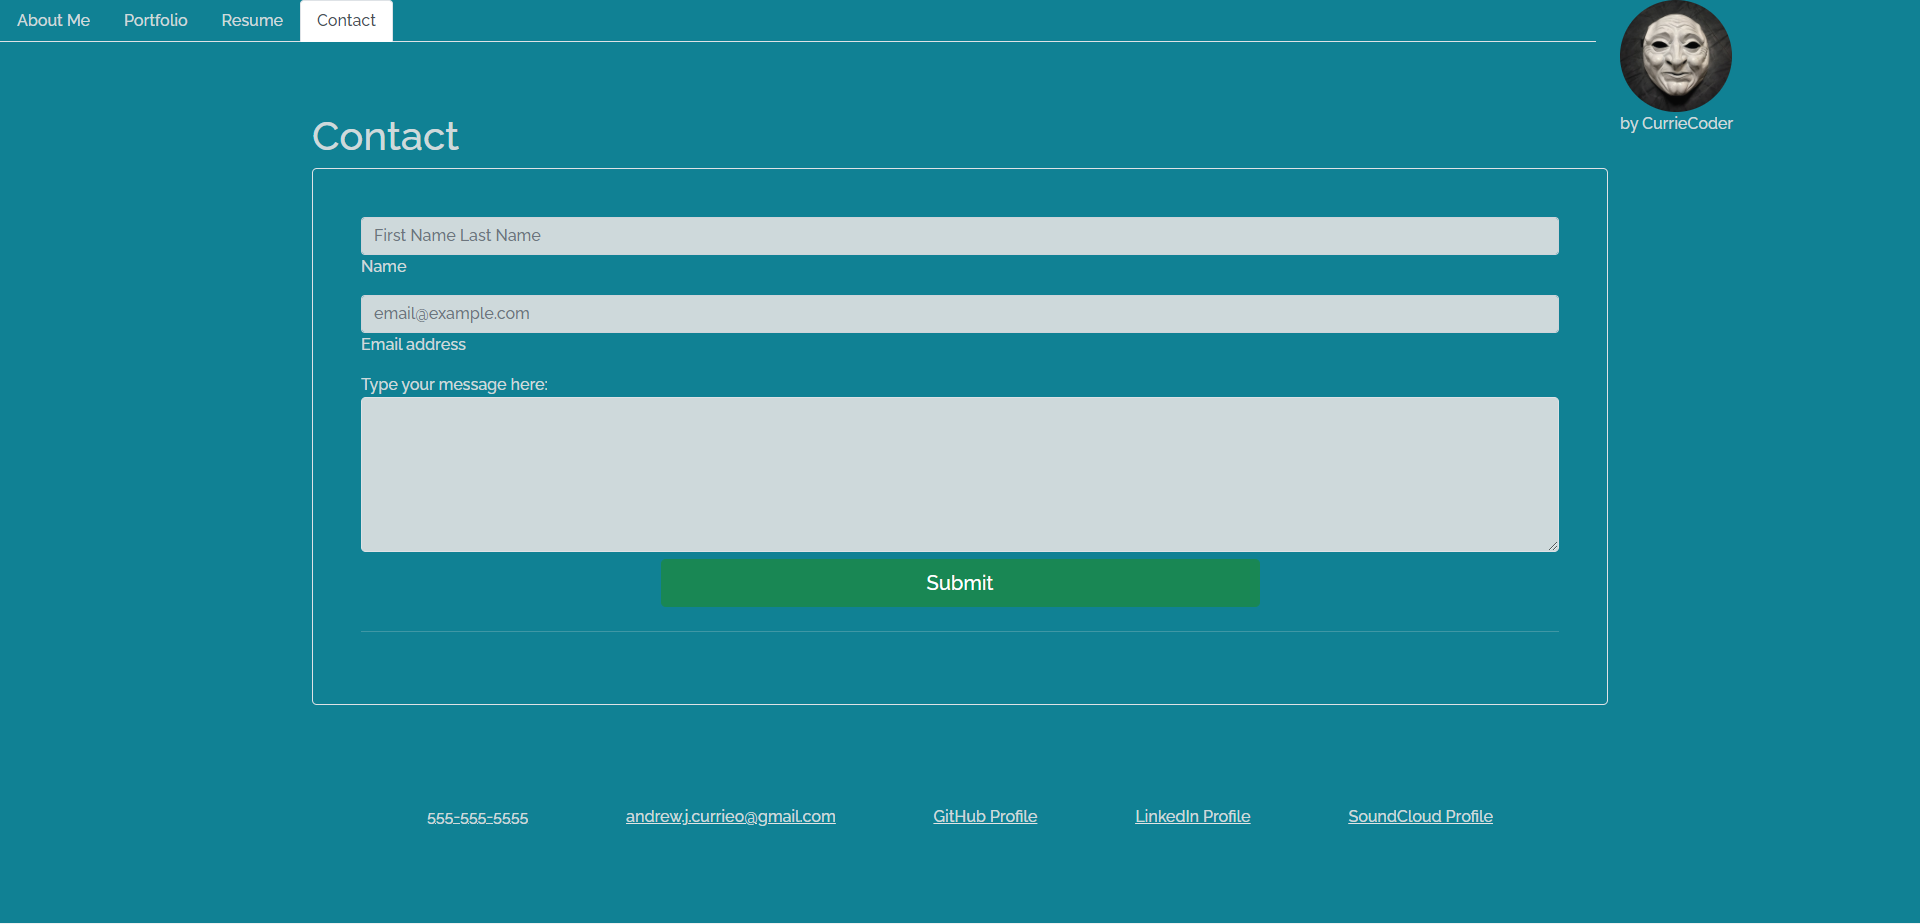 About Me
Portfolio
Resume
Contact
by CurrieCoder
Contact
First Name Last Name
Name
email@example.com
Email address
Type your message here:
Submit
555-555-5555
andrew.j.currie0@gmail.com
GitHub Profile
LinkedIn Profile
SoundCloud Profile